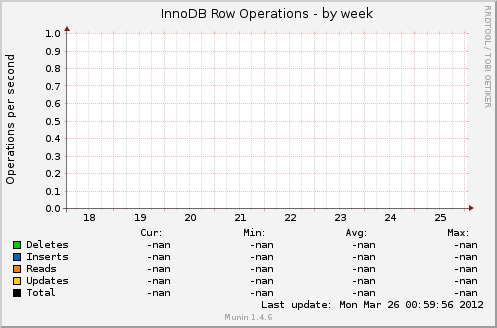 InnoDB Row Operations - by week
RRDTOOL / TOBI OETIKER
Operations per second
1.0
0.9
0.8
0.7
0.6
0.5
0.4
0.3
0.2
0.1
0.0
18 19 20 21 22 23 24 25
Cur: Min: Avg: Max:
Deletes -nan -nan -nan -nan
Inserts -nan -nan -nan -nan
Reads -nan -nan -nan -nan
Updates -nan -nan -nan -nan
Total -nan -nan -nan -nan
Last update: Mon Mar 26 00:59:56 2012
Munin 1.4.6